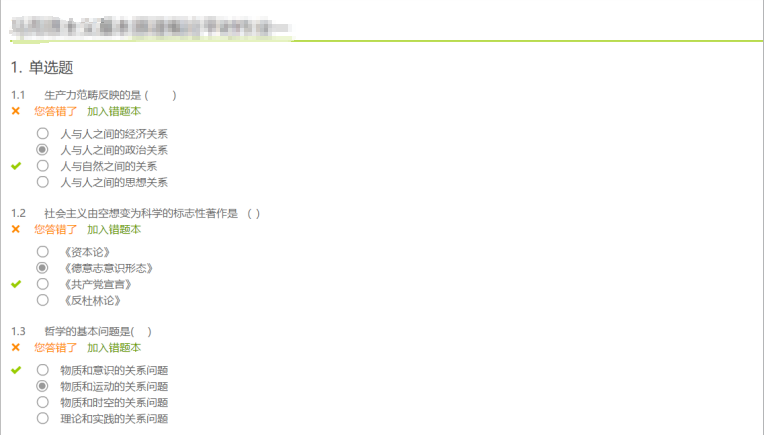 1. 单选题
1.1 生产力范畴反映的是 ( )
您答错了 加入错题本
人与人之间的经济关系
人与人之间的政治关系
人与自然之间的关系
人与人之间的思想关系
1.2 社会主义由空想变为科学的标志性著作是 ( )
您答错了 加入错题本
《资本论》
《德意志意识形态》
《共产党宣言》
《反杜林论》
1.3 哲学的基本问题是( )
您答错了 加入错题本
物质和意识的关系问题
物质和运动的关系问题
物质和时空的关系问题
理论和实践的关系问题